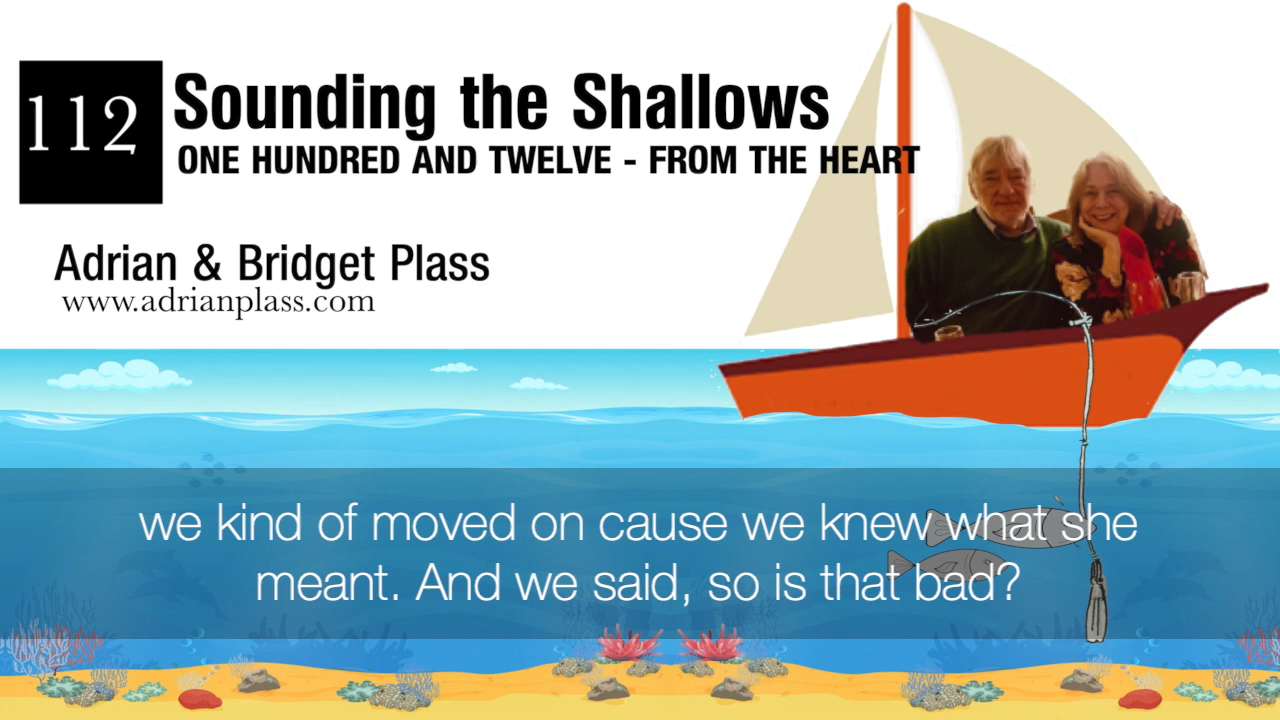 112
Sounding the Shallows
ONE HUNDRED AND TWELVE - FROM THE HEART
Adrian & Bridget Plass
www.adrianplass.com
we kind of moved on cause we knew what she
meant. And we said, so is that bad?